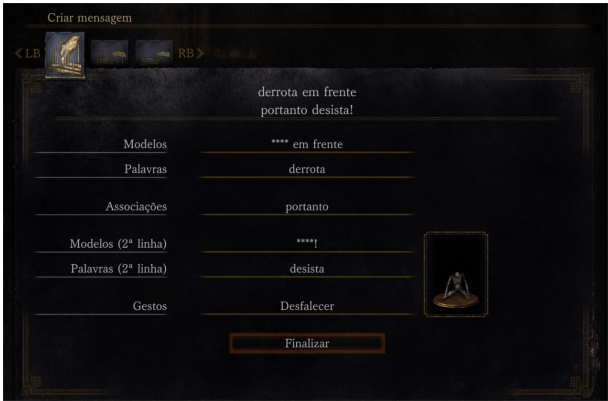 Criar mensagem
LB RB
derrota em frente
portanto desista!
Modelos **** em frente
Palavras derrota
Associações portanto
Modelos (2ª linha) ****!
Palavras (2ª linha) desista
Gestos Desfalecer
Finalizar